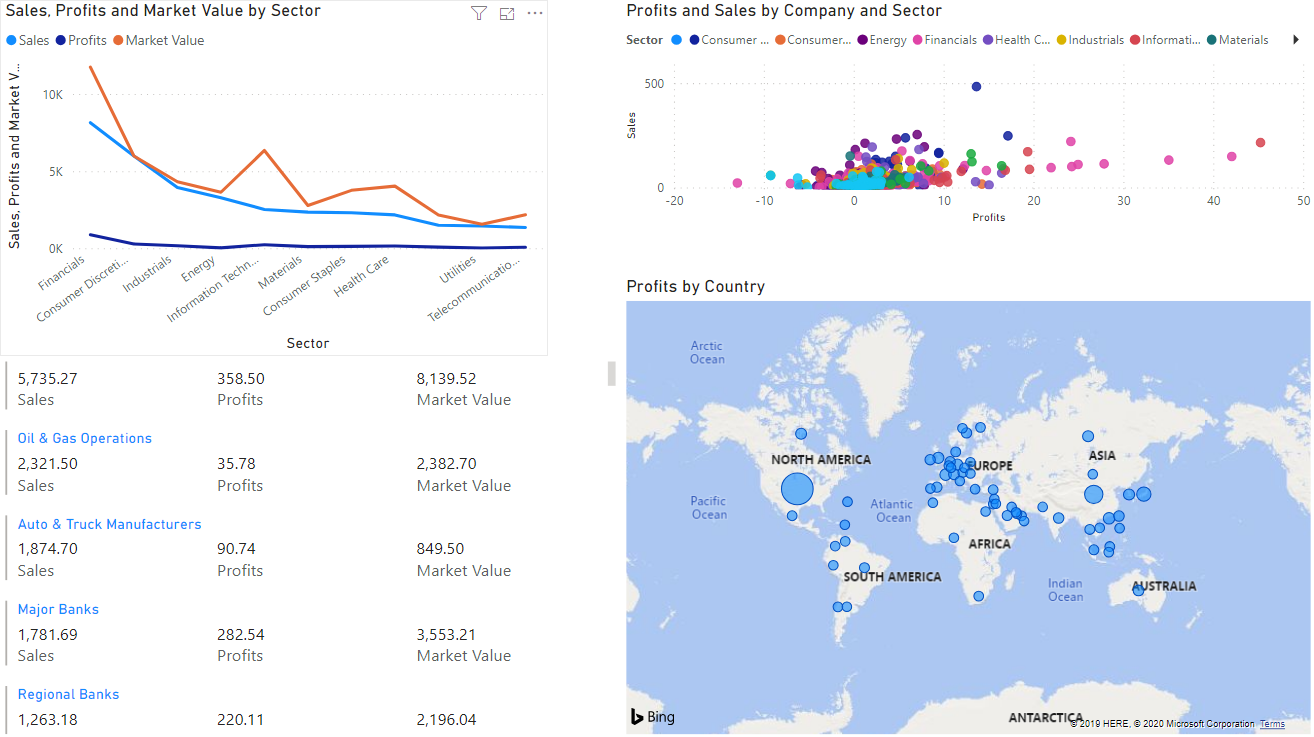 Sales, Profits and Market Value by Sector
Sales Profits Market Value
Sales, Profits and Market V...
10K
5K
0K
Financials
Consumer Discreti...
Industrials
Energy
Information Techn...
Materials
Consumer Staples
Health Care
Utilities
Telecommunicatio...
Sector
5,735.27 358.50 8,139.52
Sales Profits Market Value
Oil & Gas Operations
2,321.50 35.78 2,382.70
Sales Profits Market Value
Auto & Truck Manufacturers
1,874.70 90.74 849.50
Sales Profits Market Value
Major Banks
1,781.69 282.54 3,553.21
Sales Profits Market Value
Regional Banks
1,263.18 220.11 2,196.04
Profits and Sales by Company and Sector
Sector Consumer ... Consumer... Energy Financials Health C... Industrials Informati... Materials
Sales
500
0
-20 -10 0 10 20 30 40 50
Profits
Profits by Country
Arctic
Ocean
NORTH AMERICA
EUROPE
ASIA
Pacific
Ocean
Atlantic
Ocean
AFRICA
SOUTH AMERICA
Indian
Ocean
AUSTRALIA
ANTARCTICA
Bing
© 2019 HERE, © 2020 Microsoft Corporation Terms